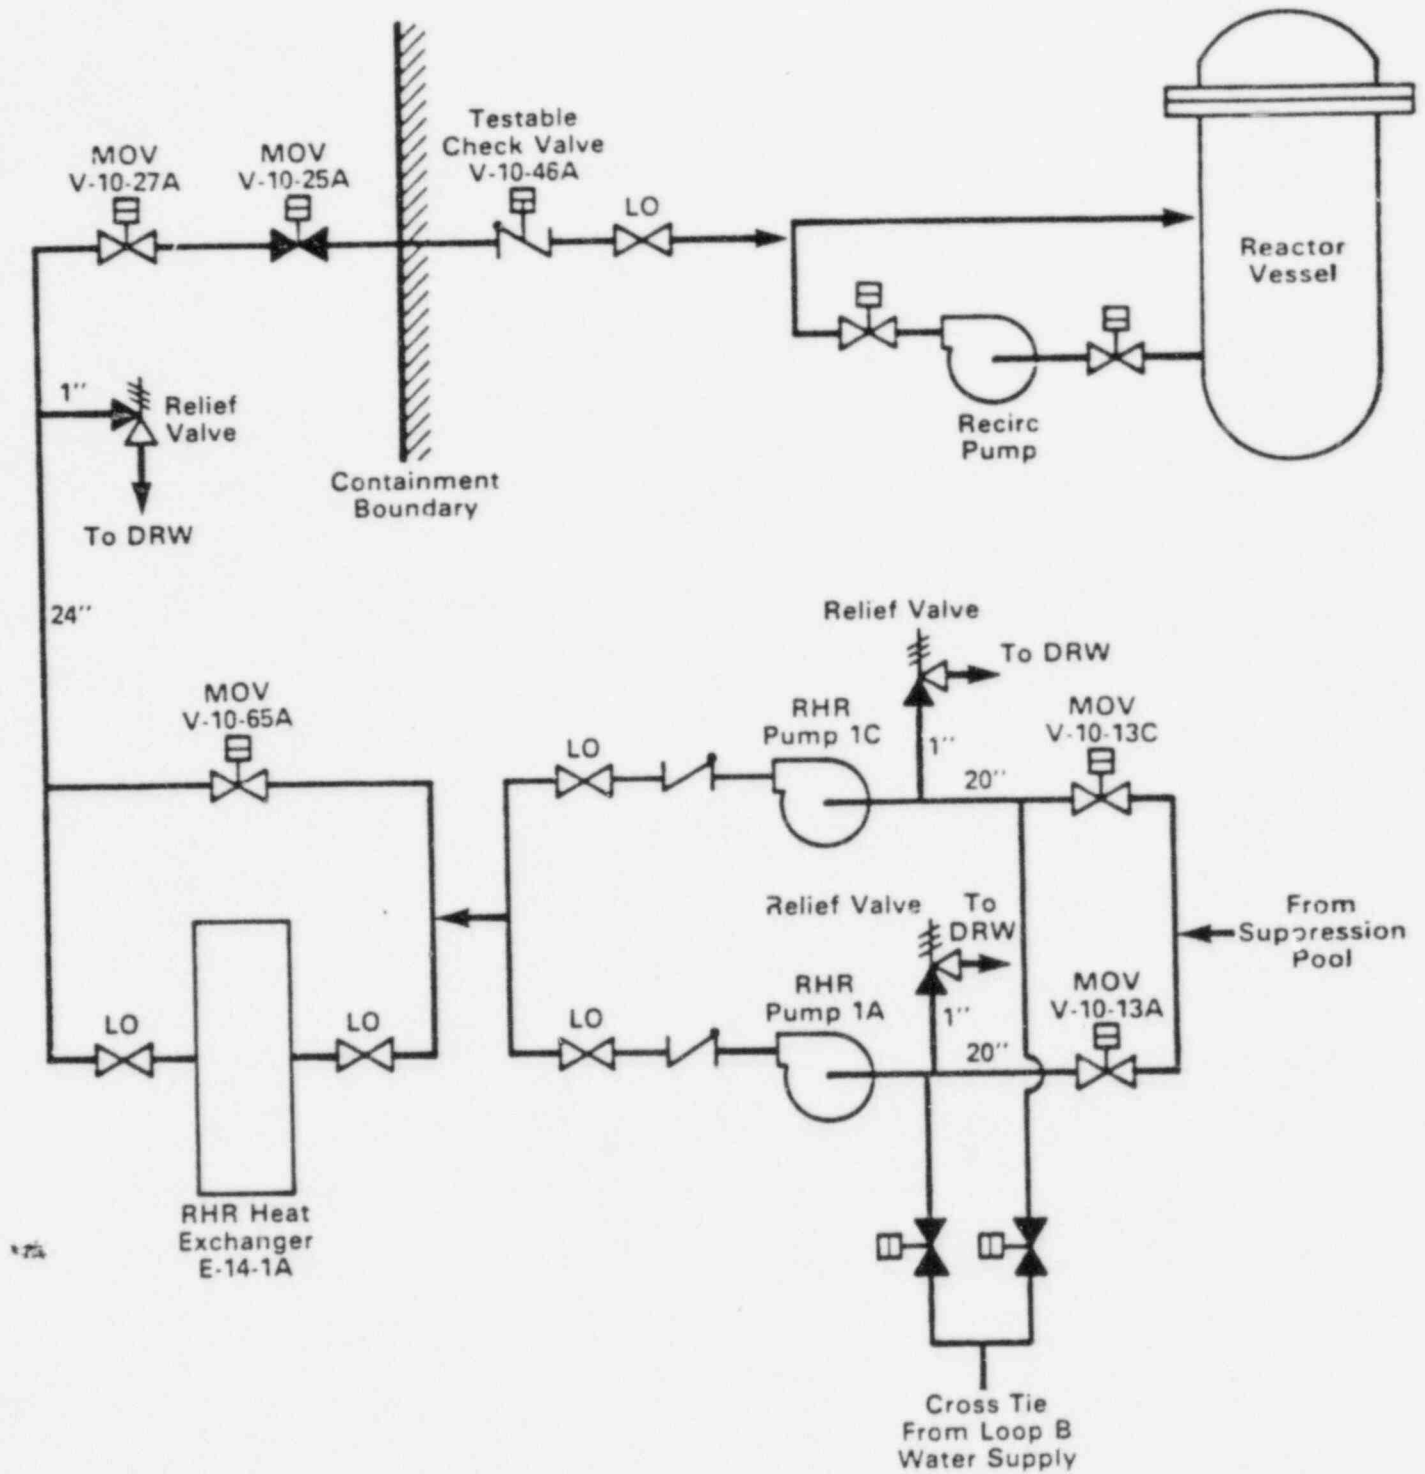 Testable
Check Valve
V-10-46A
MOV
V-10-27A
MOV
V-10-25A
LO
Reactor
Vessel
1''
Relief
Valve
Recirc
Pump
Containment
Boundary
To DRW
24''
Relief Valve
To DRW
MOV
V-10-65A
RHR
Pump 1C
MOV
V-10-13C
LO
1''
20''
Relief Valve
To
DRW
From
Suppression
Pool
RHR
Pump 1A
MOV
V-10-13A
LO
LO
LO
1''
20''
RHR Heat
Exchanger
E-14-1A
Cross Tie
From Loop B
Water Supply